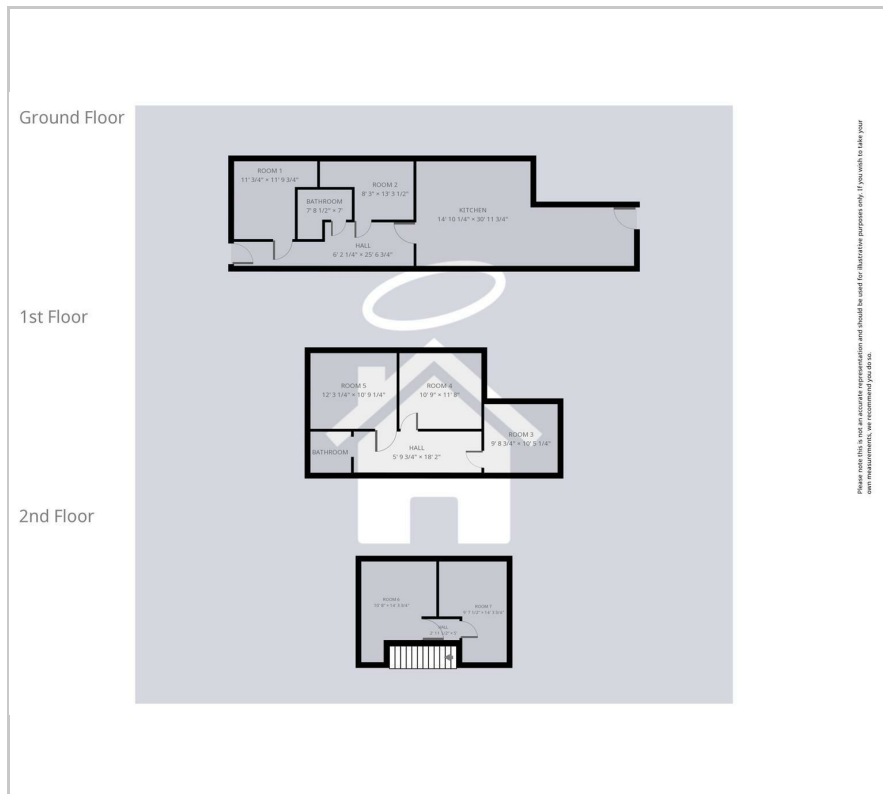 Ground Floor
ROOM 1
11' 3/4" × 11' 9 3/4"
ROOM 2
8' 3" × 13' 3 1/2"
BATHROOM
7' 8 1/2" × 7'
KITCHEN
14' 10 1/4" × 30' 11 3/4"
HALL
6' 2 1/4" × 25' 6 3/4"
1st Floor
ROOM 5
12' 3 1/4" × 10' 9 1/4"
ROOM 4
10' 9" × 11' 8"
ROOM 3
9' 8 3/4" × 10' 5 1/4"
HALL
5' 9 3/4" × 18' 2"
BATHROOM
2nd Floor
ROOM 6
ROOM 7
HALL
Please note this is not an accurate representation and should be used for illustrative purposes only. If you wish to take your
own measurements, we recommend you do so.